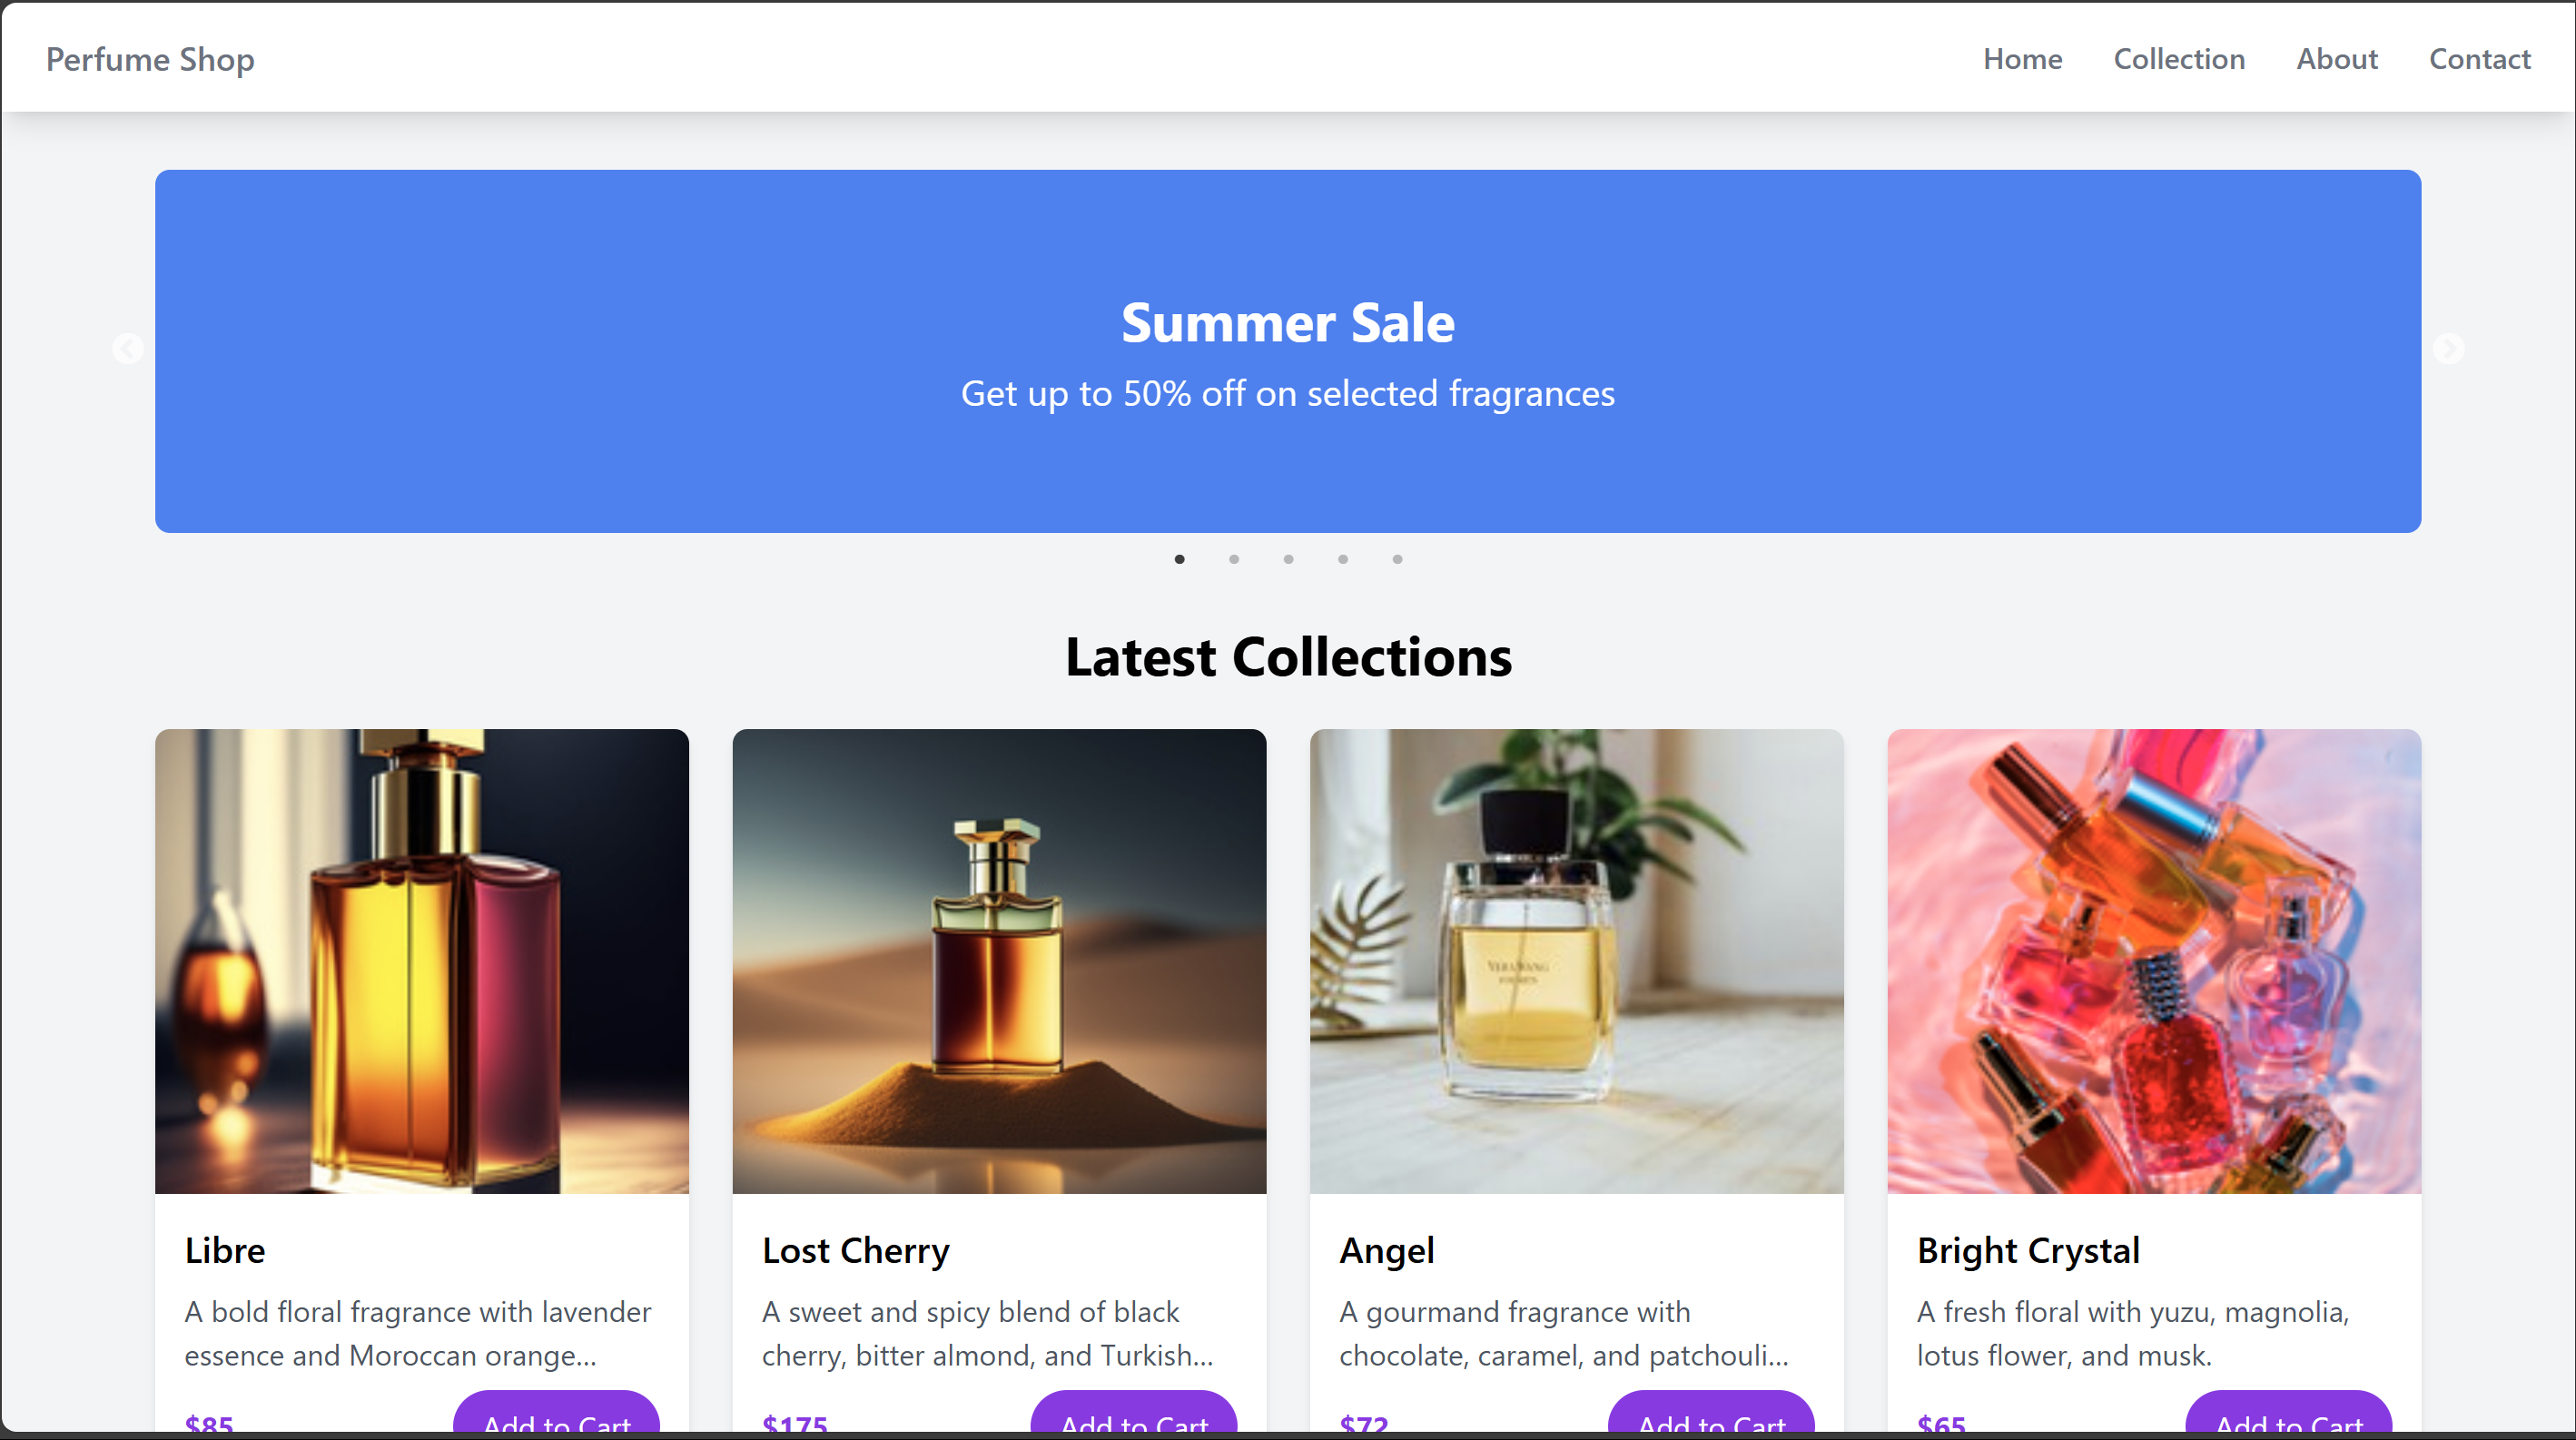 Perfume Shop
Home Collection About Contact
Summer Sale
Get up to 50% off on selected fragrances
Latest Collections
VERA WANG
Libre
A bold floral fragrance with lavender
essence and Moroccan orange...
$85 Add to Cart
Lost Cherry
A sweet and spicy blend of black
cherry, bitter almond, and Turkish...
$175 Add to Cart
Angel
A gourmand fragrance with
chocolate, caramel, and patchouli...
$72 Add to Cart
Bright Crystal
A fresh floral with yuzu, magnolia,
lotus flower, and musk.
$65 Add to Cart